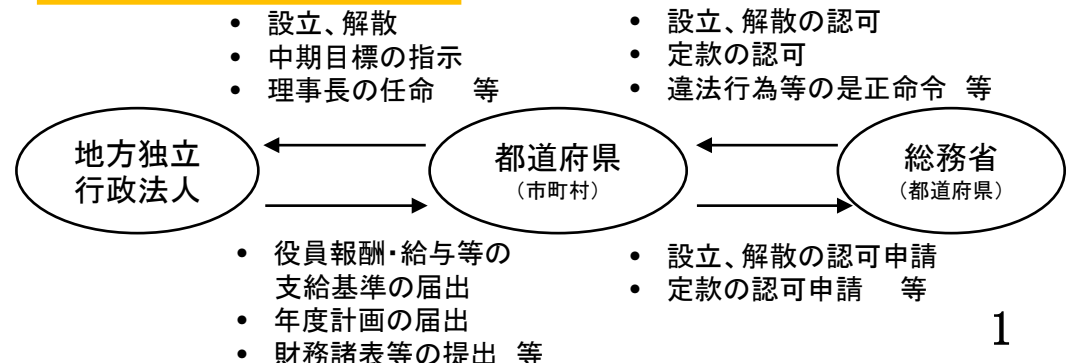 • 設立、解散
• 中期目標の指示
• 理事長の任命 等
• 設立、解散の認可
• 定款の認可
• 違法行為等の是正命令 等
地方独立
行政法人
都道府県
（市町村）
総務省
（都道府県）
• 役員報酬・給与等の
支給基準の届出
• 年度計画の届出
• 財務諸表等の提出 等
• 設立、解散の認可申請
• 定款の認可申請 等
1